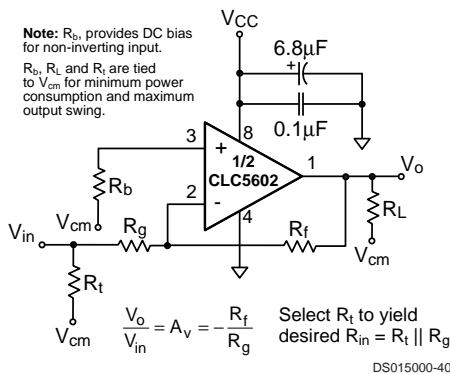 Note: Rb, provides DC bias
for non-inverting input.
Rb, RL and Rt are tied
to Vcm for minimum power
consumption and maximum
output swing.
VCC
6.8μF
+
0.1μF
3
8
+
1/2
CLC5602
1
Vo
2
-
4
Rb
Vcm
RL
Vcm
Vin
Rg
Rf
Rt
Vcm
Vo/Vin = Av = -Rf/Rg
Select Rt to yield
desired Rin = Rt || Rg
DS015000-40